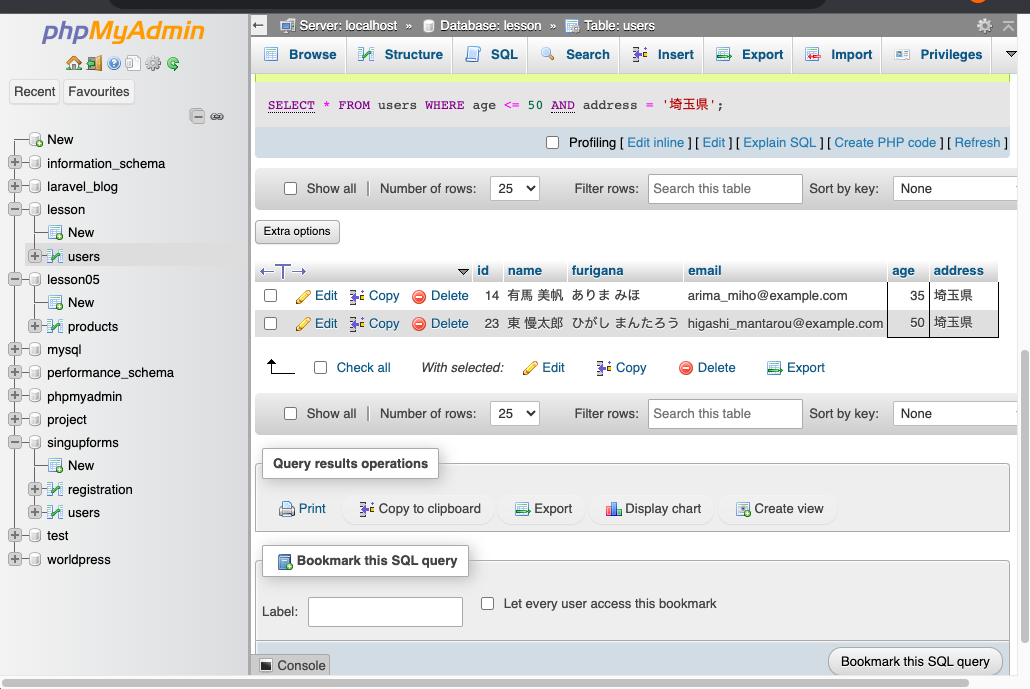 phpMyAdmin
Recent Favourites
New
information_schema
laravel_blog
lesson
New
users
lesson05
New
products
mysql
performance_schema
phpmyadmin
project
singupforms
New
registration
users
test
worldpress
Server: localhost » Database: lesson » Table: users
Browse Structure SQL Search Insert Export Import Privileges
SELECT * FROM users WHERE age <= 50 AND address = '埼玉県';
Profiling [ Edit inline ] [ Edit ] [ Explain SQL ] [ Create PHP code ] [ Refresh ]
Show all | Number of rows: 25 Filter rows: Search this table Sort by key: None
Extra options
←T→ id name furigana email age address
Edit Copy Delete 14 有馬 美帆 ありま みほ arima_miho@example.com 35 埼玉県
Edit Copy Delete 23 東 慢太郎 ひがし まんたろう higashi_mantarou@example.com 50 埼玉県
Check all With selected: Edit Copy Delete Export
Show all | Number of rows: 25 Filter rows: Search this table Sort by key: None
Query results operations
Print Copy to clipboard Export Display chart Create view
Bookmark this SQL query
Label: Let every user access this bookmark
Console Bookmark this SQL query